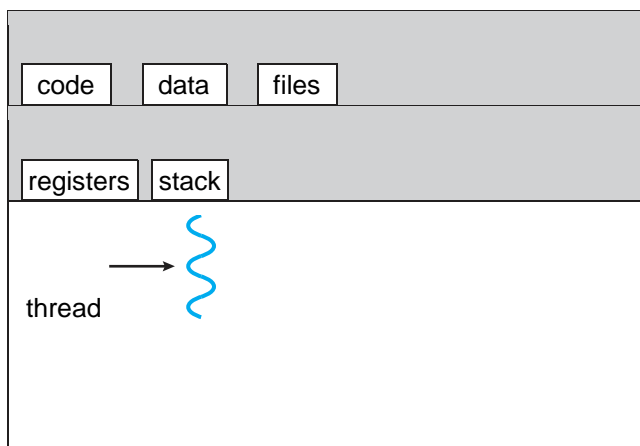 code data files
registers stack
thread